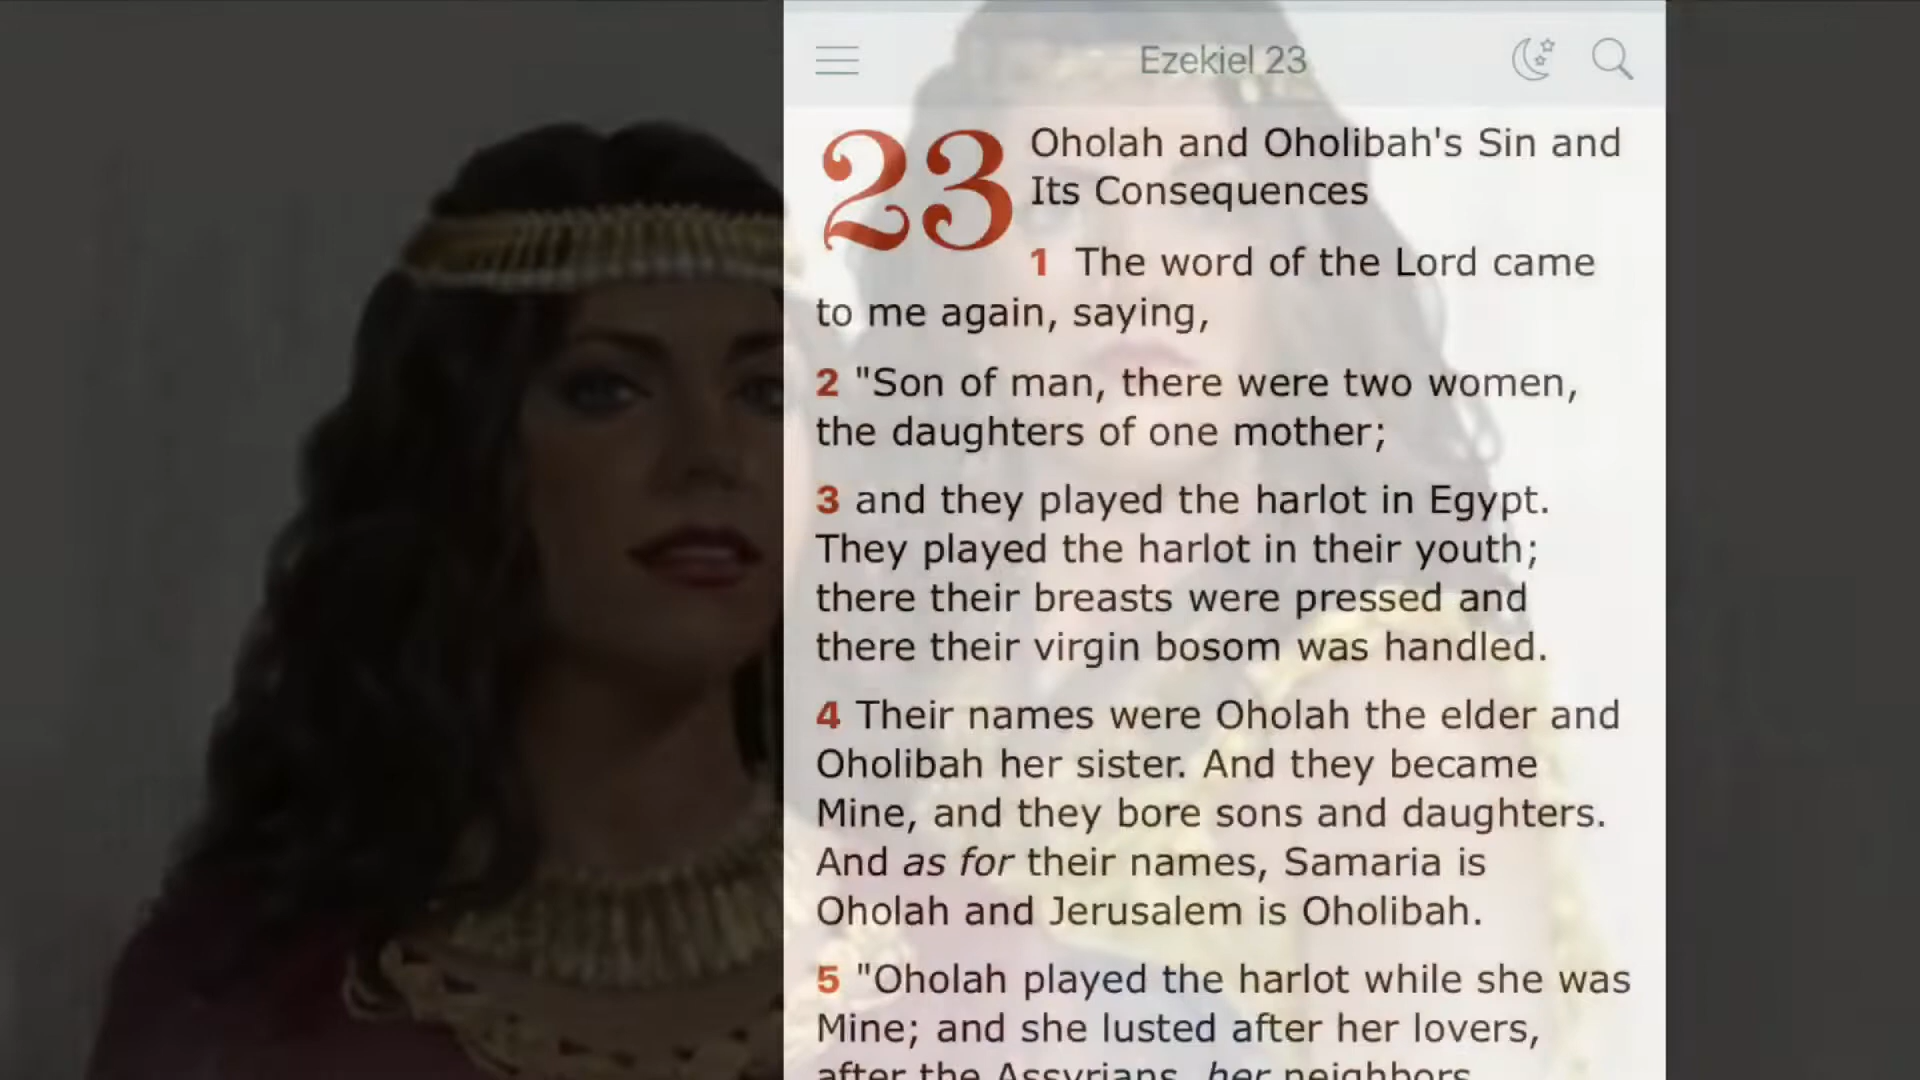 Ezekiel 23
23 Oholah and Oholibah's Sin and
Its Consequences
1 The word of the Lord came
to me again, saying,
2 "Son of man, there were two women,
the daughters of one mother;
3 and they played the harlot in Egypt.
They played the harlot in their youth;
there their breasts were pressed and
there their virgin bosom was handled.
4 Their names were Oholah the elder and
Oholibah her sister. And they became
Mine, and they bore sons and daughters.
And as for their names, Samaria is
Oholah and Jerusalem is Oholibah.
5 "Oholah played the harlot while she was
Mine; and she lusted after her lovers,
after the Assyrians, her neighbors